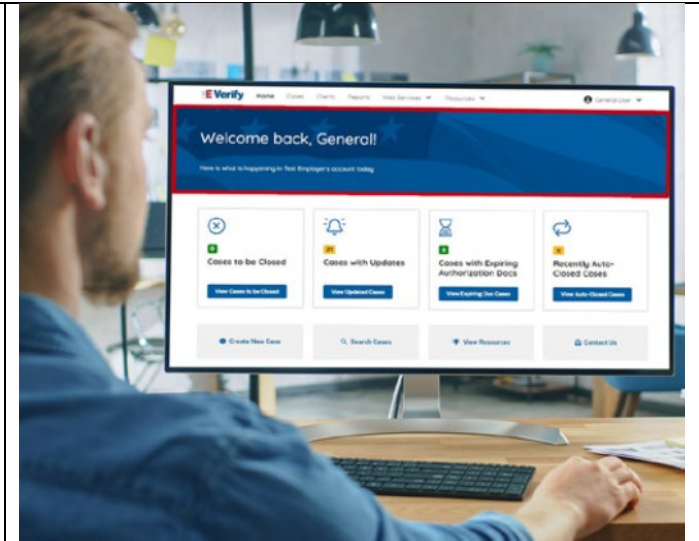 E-Verify Home Cases Clients Reports Web Services Resources General User
Welcome back, General!
Here is what is happening in Test Employer's account today
Cases to be Closed
View Cases to be Closed
21
Cases with Updates
View Updated Cases
Cases with Expiring
Authorization Docs
View Expiring Doc Cases
Recently Auto-
Closed Cases
View Auto-Closed Cases
Create New Case
Search Cases
View Resources
Contact Us